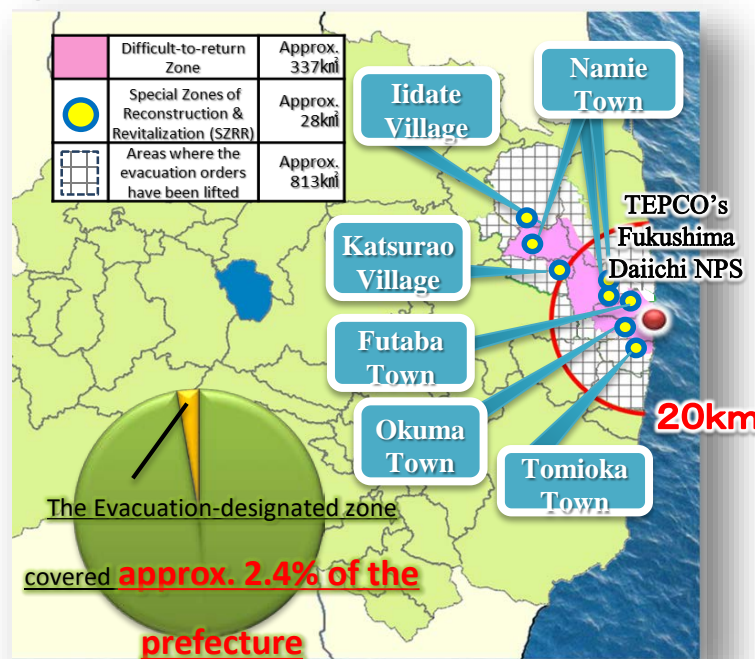 Difficult-to-return
Zone
Approx.
337㎢
Special Zones of
Reconstruction &
Revitalization (SZRR)
Approx.
28㎢
Areas where the
evacuation orders
have been lifted
Approx.
813㎢
Iidate
Village
Namie
Town
TEPCO's
Fukushima
Daiichi NPS
Katsurao
Village
Futaba
Town
Okuma
Town
Tomioka
Town
20km
The Evacuation-designated zone
covered approx. 2.4% of the
prefecture